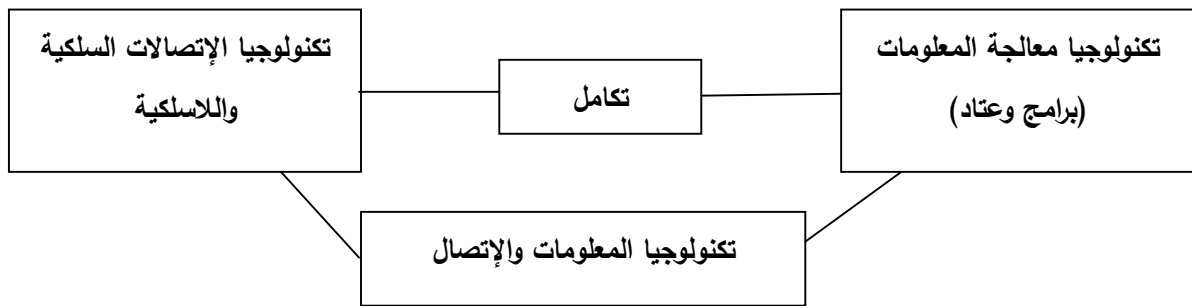 تكنولوجيا معالجة المعلومات
(برامج وعتاد)
تكامل
تكنولوجيا الإتصالات السلكية
واللاسلكية
تكنولوجيا المعلومات والإتصال